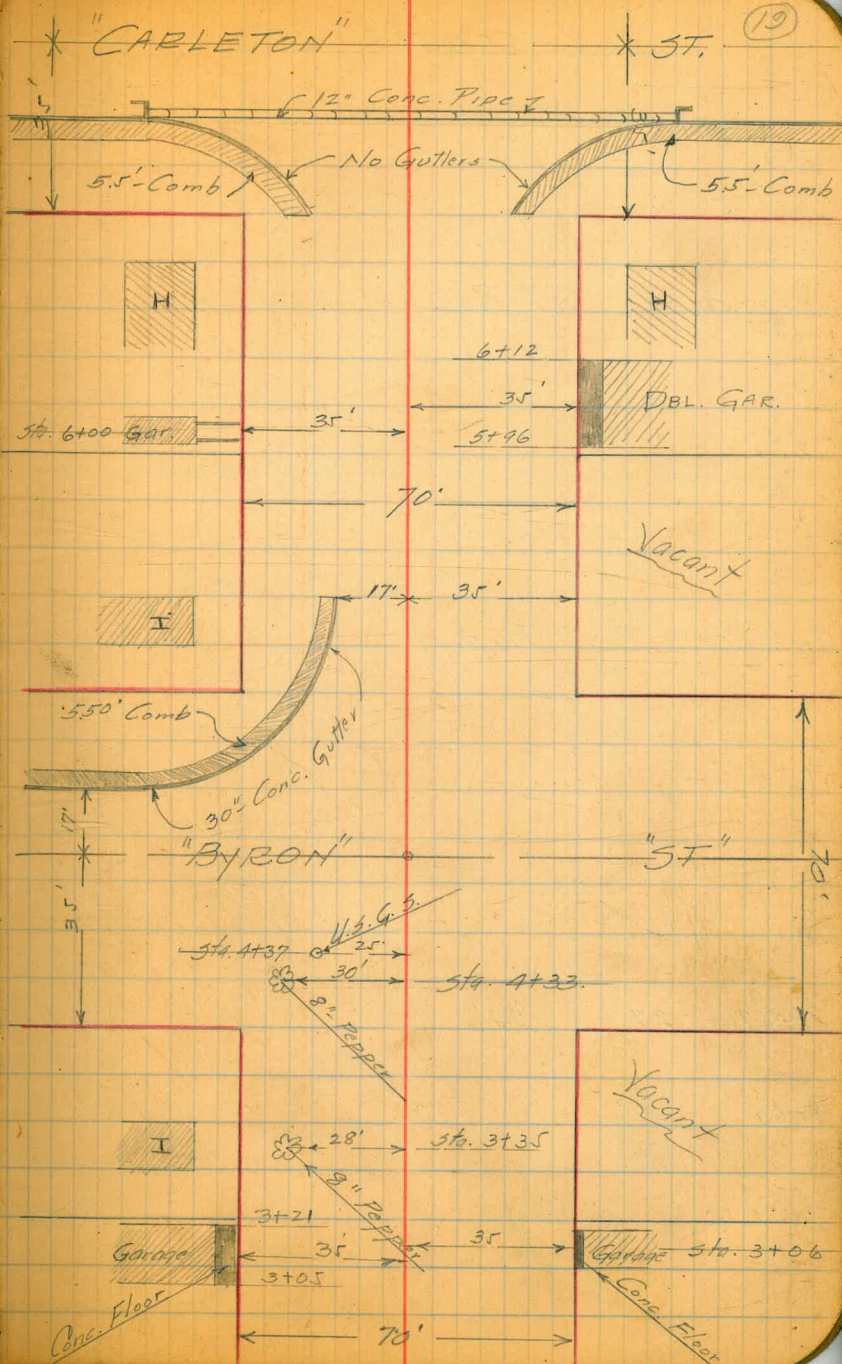 19
"CARLETON" ST.
12" Conc. Pipe
35'
No Gutters
5.5'-Comb
5.5'-Comb
H
H
6+12
35'
DBL. GAR.
Sta. 6+00 Gar.
35'
5+96
70'
Vacant
17' 35'
H
5.50' Comb
30"-Conc. Gutter
17'
"BYRON" "ST"
70'
35'
U.S.G.S.
Sta. 4+37
25'
30'
Sta. 4+33.
8"-Pepper
Vacant
H
28'
Sta. 3+35
8" Pepper
3+21
Garage
35'
35
Garage Sta. 3+06
3+05
Conc. Floor
Conc. Floor
70'